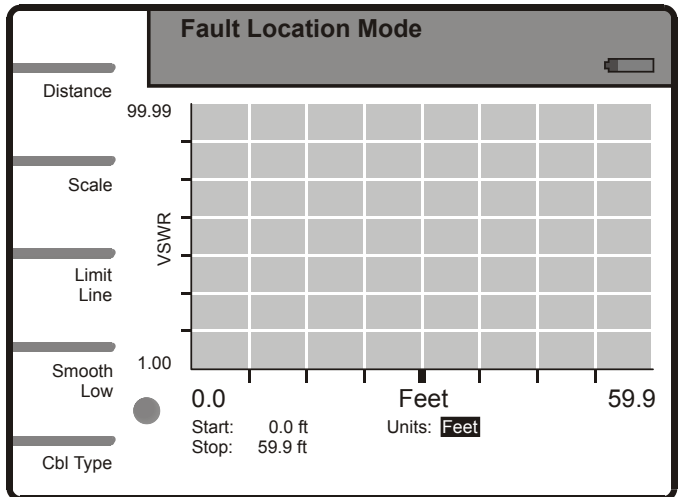 Fault Location Mode
Distance
Scale
Limit
Line
Smooth
Low
Cbl Type
99.99
VSWR
1.00
0.0 Feet 59.9
Start: 0.0 ft Units: Feet
Stop: 59.9 ft